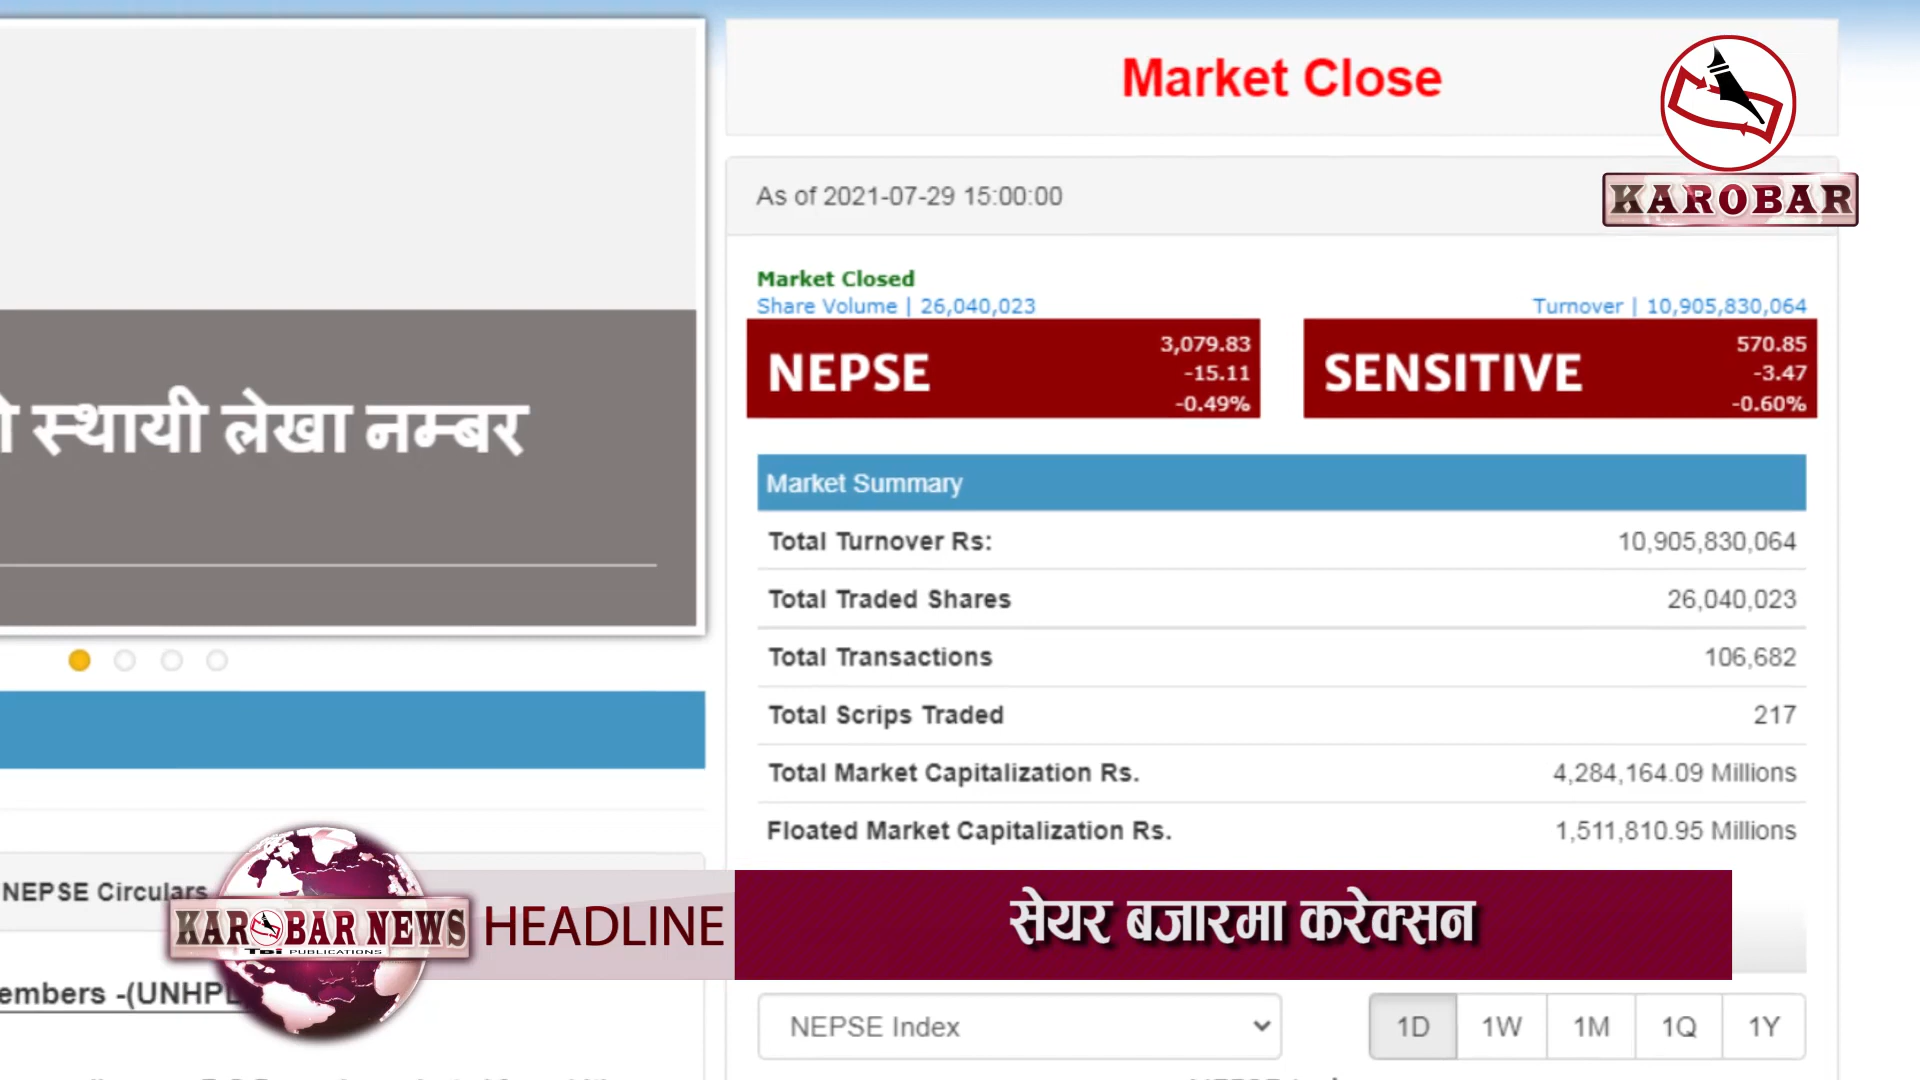 Market Close
KAROBAR
As of 2021-07-29 15:00:00
Market Closed
Share Volume | 26,040,023
Turnover | 10,905,830,064
NEPSE
3,079.83
-15.11
-0.49%
SENSITIVE
570.85
-3.47
-0.60%
स्थायी लेखा नम्बर
Market Summary
Total Turnover Rs: 10,905,830,064
Total Traded Shares 26,040,023
Total Transactions 106,682
Total Scrips Traded 217
Total Market Capitalization Rs. 4,284,164.09 Millions
Floated Market Capitalization Rs. 1,511,810.95 Millions
NEPSE Circulars
KAROBAR NEWS
PUBLICATIONS
HEADLINE
सेयर बजारमा करेक्सन
embers -(UNHPL
NEPSE Index
1D 1W 1M 1Q 1Y